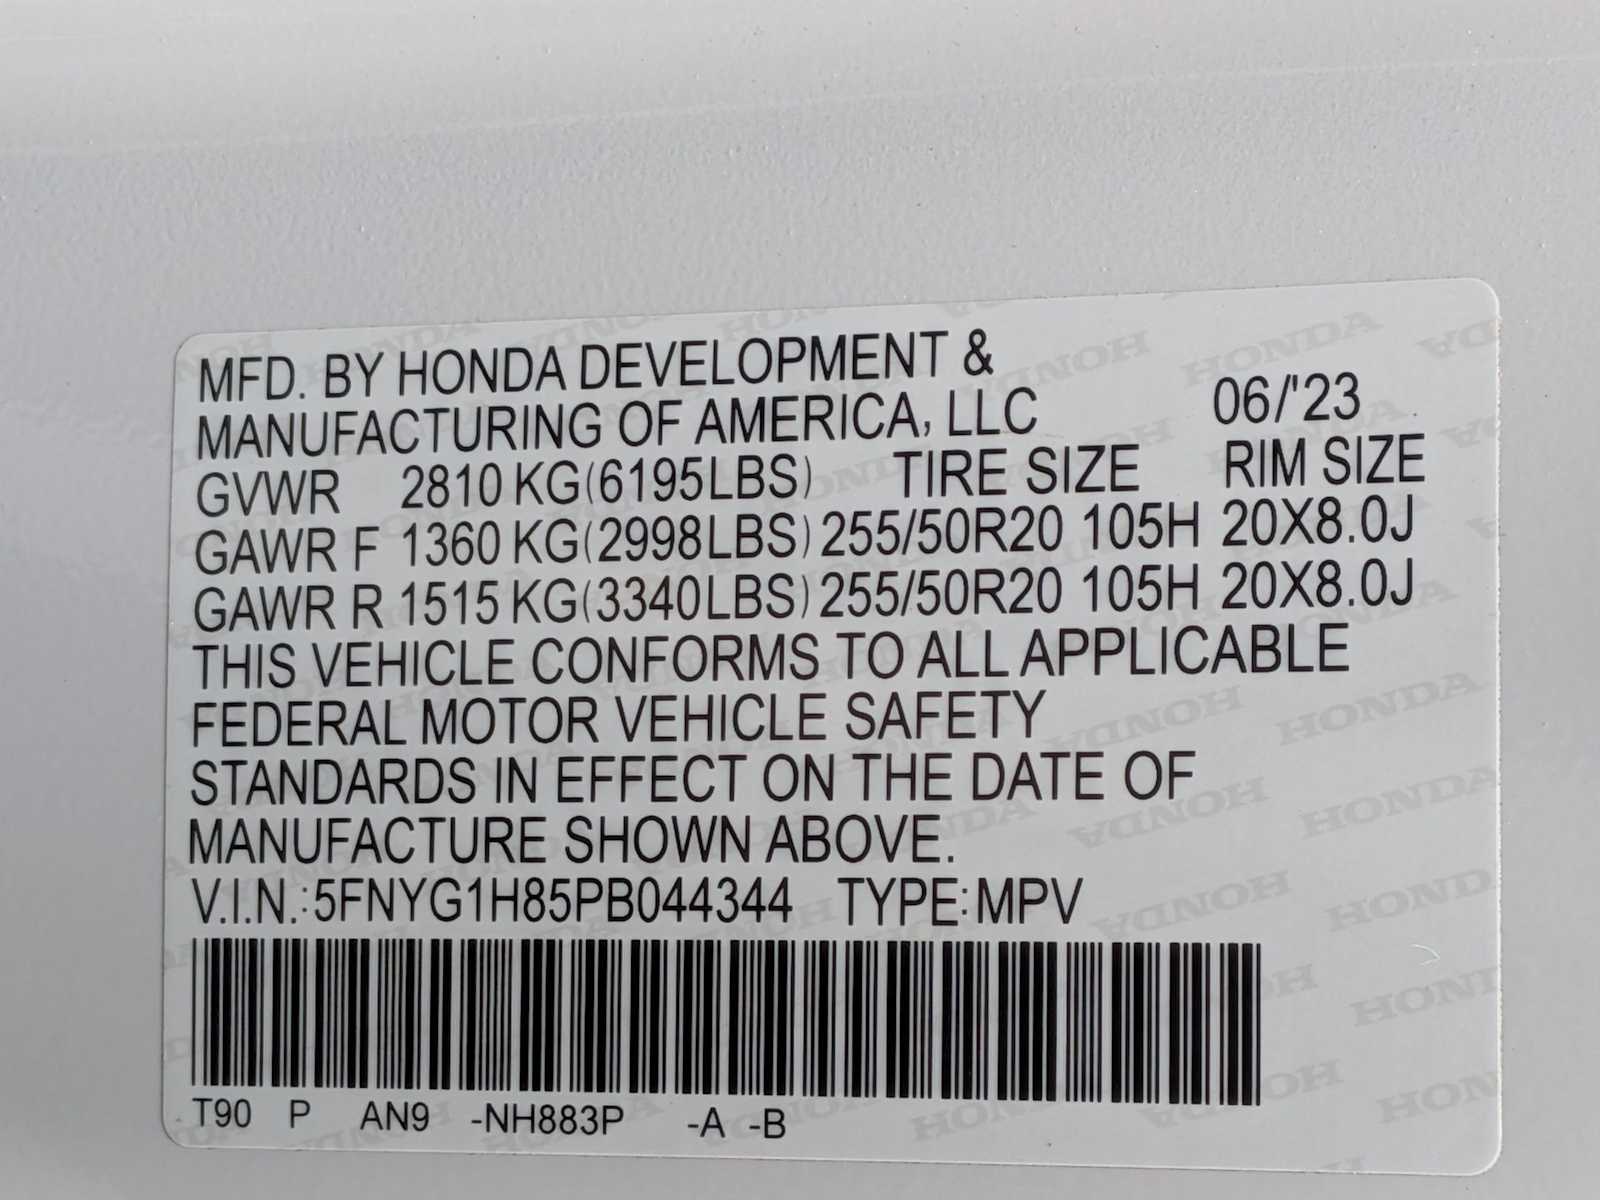 MFD. BY HONDA DEVELOPMENT &
MANUFACTURING OF AMERICA, LLC 06/'23
GVWR 2810 KG(6195LBS) TIRE SIZE RIM SIZE
GAWR F 1360 KG(2998LBS) 255/50R20 105H 20X8.0J
GAWR R 1515 KG(3340LBS) 255/50R20 105H 20X8.0J
THIS VEHICLE CONFORMS TO ALL APPLICABLE
FEDERAL MOTOR VEHICLE SAFETY
STANDARDS IN EFFECT ON THE DATE OF
MANUFACTURE SHOWN ABOVE.
V.I.N.:5FNYG1H85PB044344 TYPE:MPV
T90 P AN9 -NH883P -A -B